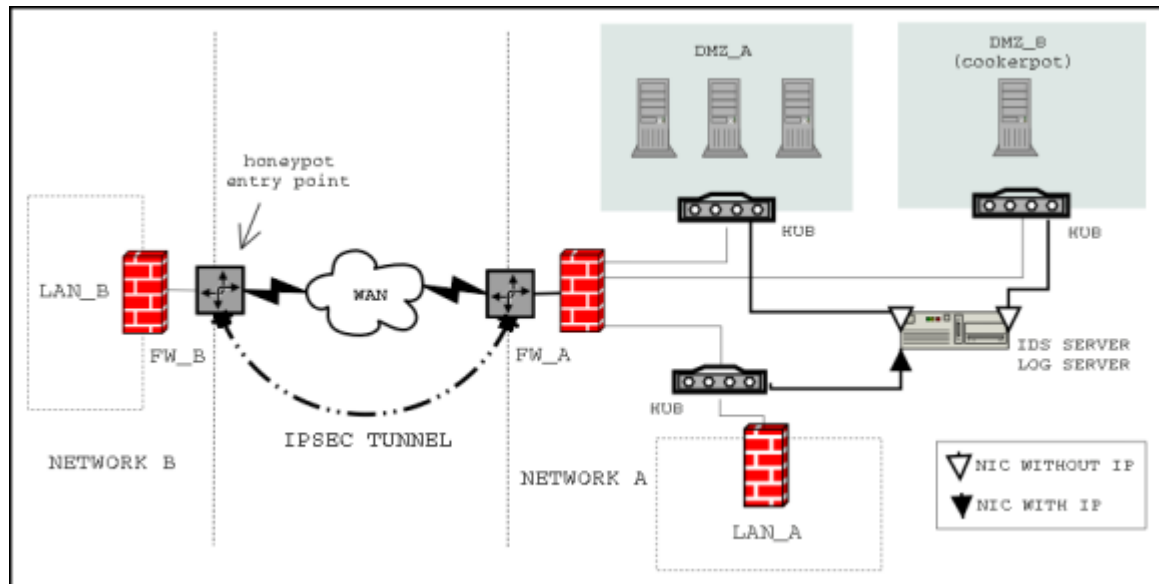 DMZ_A
DMZ_B
(cookerpot)
honeypot
entry point
HUB
HUB
LAN_B
WAN
FW_B
FW_A
IDS SERVER
LOG SERVER
HUB
IPSEC TUNNEL
NETWORK B
NETWORK A
NIC WITHOUT IP
NIC WITH IP
LAN_A